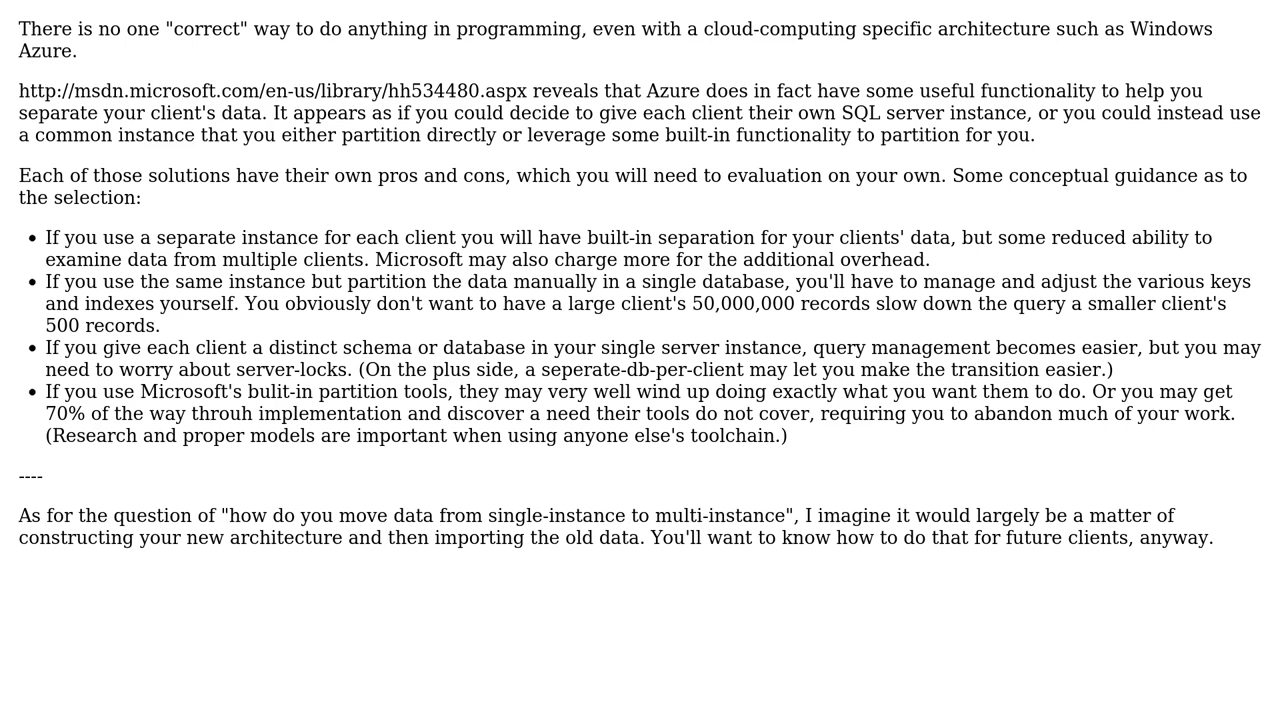 There is no one "correct" way to do anything in programming, even with a cloud-computing specific architecture such as Windows
Azure.
http://msdn.microsoft.com/en-us/library/hh534480.aspx reveals that Azure does in fact have some useful functionality to help you
separate your client's data. It appears as if you could decide to give each client their own SQL server instance, or you could instead use
a common instance that you either partition directly or leverage some built-in functionality to partition for you.
Each of those solutions have their own pros and cons, which you will need to evaluation on your own. Some conceptual guidance as to
the selection:
• If you use a separate instance for each client you will have built-in separation for your clients' data, but some reduced ability to
examine data from multiple clients. Microsoft may also charge more for the additional overhead.
• If you use the same instance but partition the data manually in a single database, you'll have to manage and adjust the various keys
and indexes yourself. You obviously don't want to have a large client's 50,000,000 records slow down the query a smaller client's
500 records.
• If you give each client a distinct schema or database in your single server instance, query management becomes easier, but you may
need to worry about server-locks. (On the plus side, a seperate-db-per-client may let you make the transition easier.)
• If you use Microsoft's bulit-in partition tools, they may very well wind up doing exactly what you want them to do. Or you may get
70% of the way throuh implementation and discover a need their tools do not cover, requiring you to abandon much of your work.
(Research and proper models are important when using anyone else's toolchain.)
----
As for the question of "how do you move data from single-instance to multi-instance", I imagine it would largely be a matter of
constructing your new architecture and then importing the old data. You'll want to know how to do that for future clients, anyway.